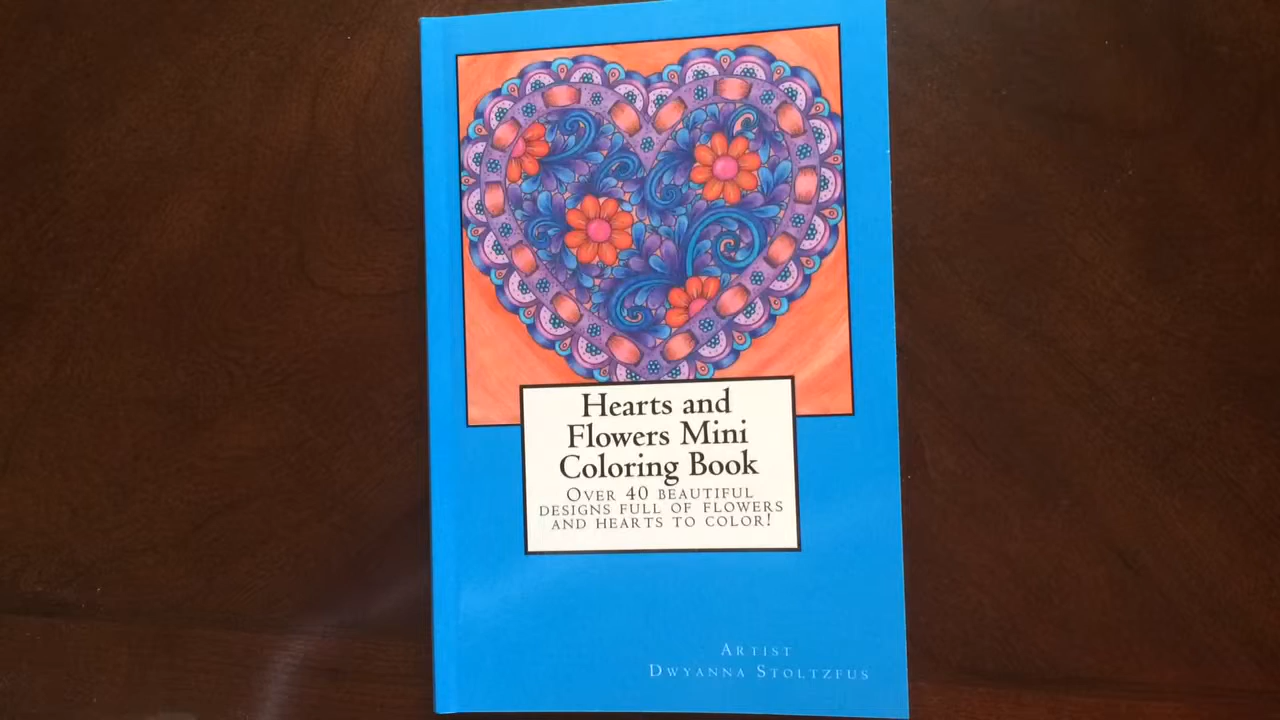 Hearts and
Flowers Mini
Coloring Book
Over 40 beautiful
designs full of flowers
and hearts to color!
Artist
Dwyanna Stoltzfus